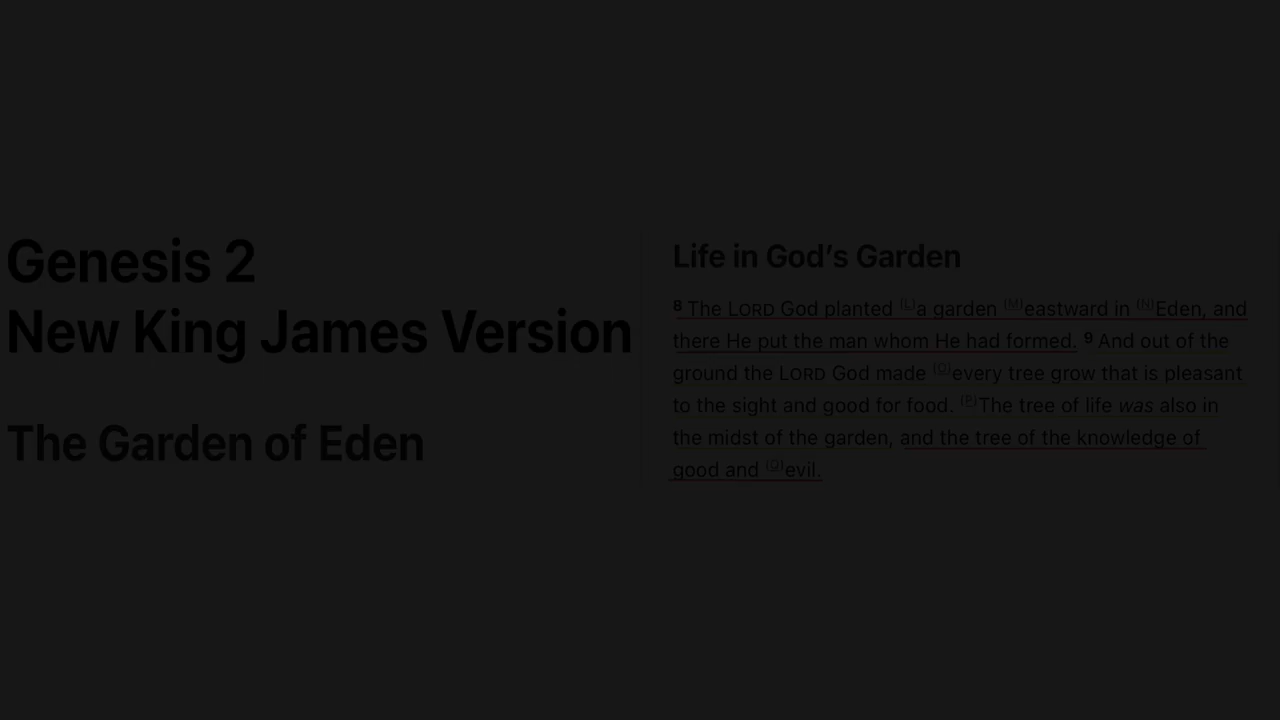 Genesis 2
New King James Version
The Garden of Eden
Life in God’s Garden
8 The LORD God planted (L)a garden (M)eastward in (N)Eden, and
there He put the man whom He had formed. 9 And out of the
ground the LORD God made (O)every tree grow that is pleasant
to the sight and good for food. (P)The tree of life was also in
the midst of the garden, and the tree of the knowledge of
good and (Q)evil.